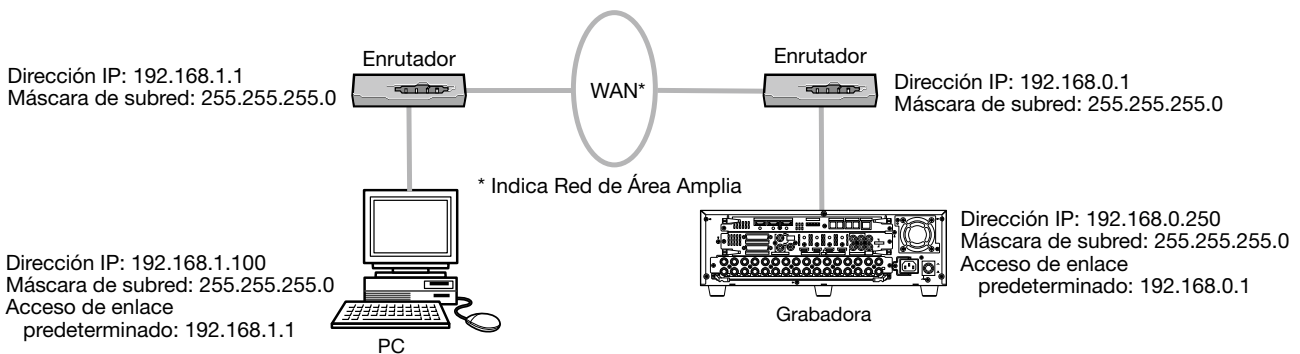 Enrutador
Dirección IP: 192.168.1.1
Máscara de subred: 255.255.255.0
WAN*
Enrutador
Dirección IP: 192.168.0.1
Máscara de subred: 255.255.255.0
* Indica Red de Área Amplia
Dirección IP: 192.168.1.100
Máscara de subred: 255.255.255.0
Acceso de enlace
predeterminado: 192.168.1.1
PC
Dirección IP: 192.168.0.250
Máscara de subred: 255.255.255.0
Acceso de enlace
predeterminado: 192.168.0.1
Grabadora